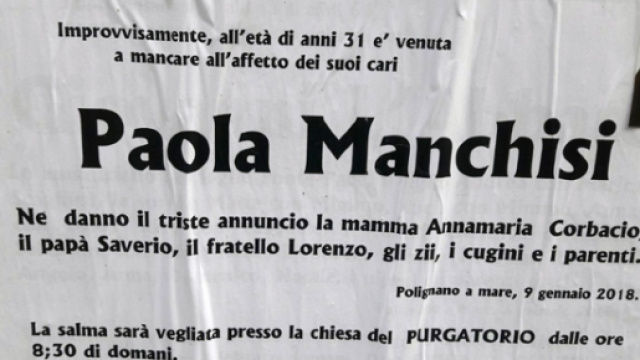 Improvvisamente, all'età di anni 31 e' venuta
a mancare all'affetto dei suoi cari
Paola Manchisi
Ne danno il triste annuncio la mamma Annamaria Corbacio,
il papà Saverio, il fratello Lorenzo, gli zii, i cugini e i parenti.
Polignano a mare, 9 gennaio 2018.
La salma sarà vegliata presso la chiesa del PURGATORIO dalle ore
8;30 di domani.